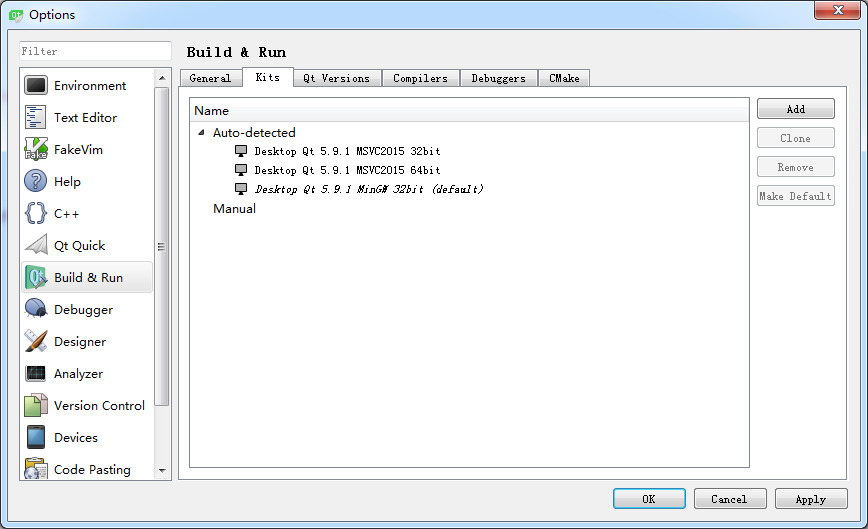 Options
Filter
Environment
Text Editor
FakeVim
Help
C++
Qt Quick
Build & Run
Debugger
Designer
Analyzer
Version Control
Devices
Code Pasting
Build & Run
General Kits Qt Versions Compilers Debuggers CMake
Name
Auto-detected
Desktop Qt 5.9.1 MSVC2015 32bit
Desktop Qt 5.9.1 MSVC2015 64bit
Desktop Qt 5.9.1 MinGW 32bit (default)
Manual
Add
Clone
Remove
Make Default
OK Cancel Apply